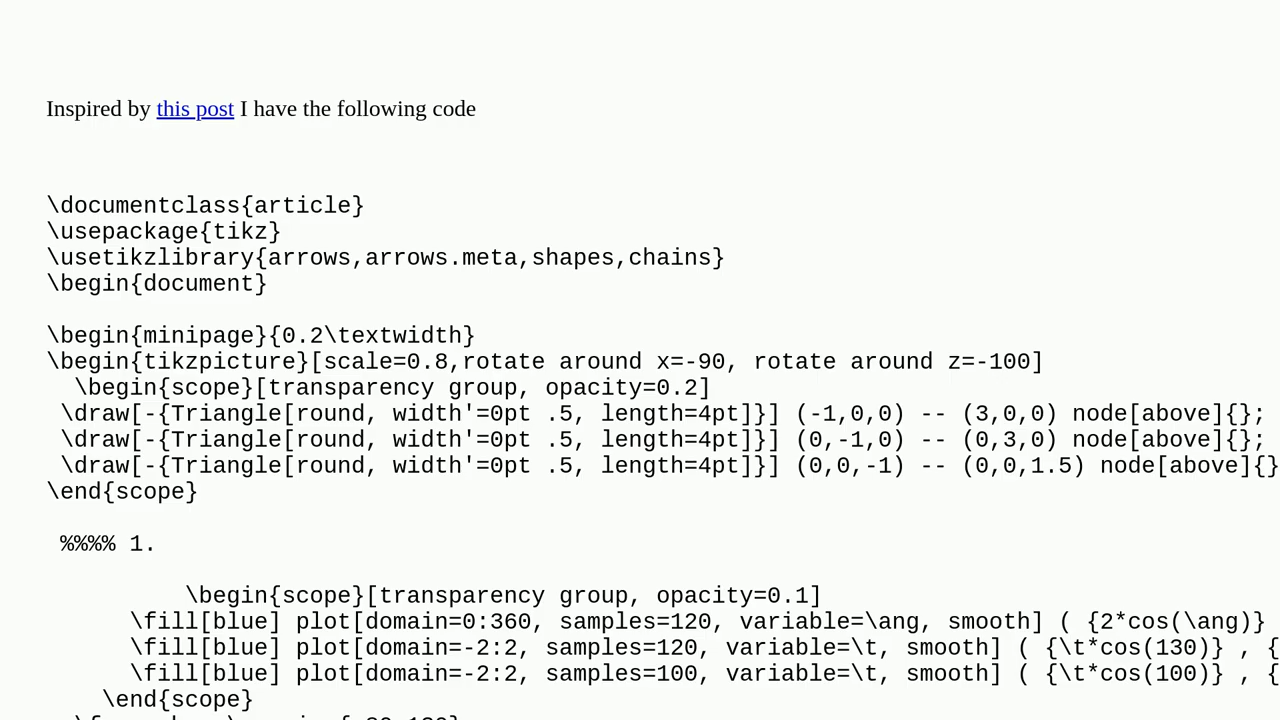 Inspired by this post I have the following code
\documentclass{article}
\usepackage{tikz}
\usetikzlibrary{arrows,arrows.meta,shapes,chains}
\begin{document}
\begin{minipage}{0.2\textwidth}
\begin{tikzpicture}[scale=0.8,rotate around x=-90, rotate around z=-100]
\begin{scope}[transparency group, opacity=0.2]
\draw[-{Triangle[round, width'=0pt .5, length=4pt]}] (-1,0,0) -- (3,0,0) node[above]{};
\draw[-{Triangle[round, width'=0pt .5, length=4pt]}] (0,-1,0) -- (0,3,0) node[above]{};
\draw[-{Triangle[round, width'=0pt .5, length=4pt]}] (0,0,-1) -- (0,0,1.5) node[above]{}
\end{scope}
%%%% 1.
\begin{scope}[transparency group, opacity=0.1]
\fill[blue] plot[domain=0:360, samples=120, variable=\ang, smooth] ( {2*cos(\ang)}
\fill[blue] plot[domain=-2:2, samples=120, variable=\t, smooth] ( {\t*cos(130)} , {
\fill[blue] plot[domain=-2:2, samples=100, variable=\t, smooth] ( {\t*cos(100)} , {
\end{scope}